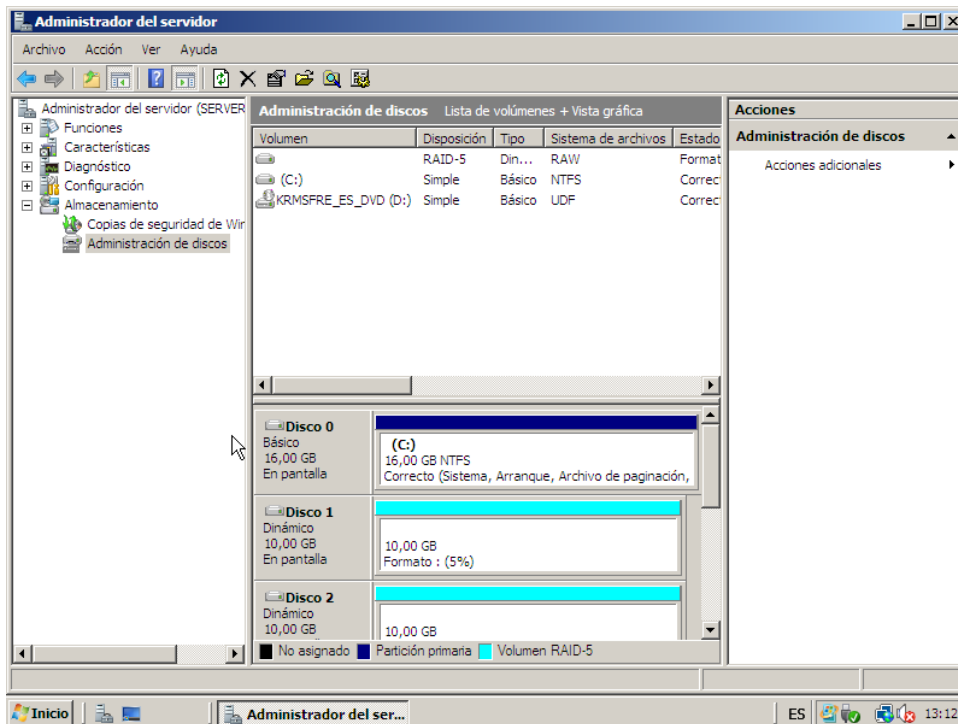 Administrador del servidor
Archivo Acción Ver Ayuda
Administrador del servidor (SERVER
Funciones
Características
Diagnóstico
Configuración
Almacenamiento
Copias de seguridad de Wir
Administración de discos
Administración de discos Lista de volúmenes + Vista gráfica
Volumen Disposición Tipo Sistema de archivos Estado
RAID-5 Din... RAW Format
(C:) Simple Básico NTFS Correc
KRMSFRE_ES_DVD (D:) Simple Básico UDF Correc
Disco 0
Básico
16,00 GB
En pantalla
(C:)
16,00 GB NTFS
Correcto (Sistema, Arranque, Archivo de paginación,
Disco 1
Dinámico
10,00 GB
En pantalla
10,00 GB
Formato : (5%)
Disco 2
Dinámico
10,00 GB
10,00 GB
No asignado Partición primaria Volumen RAID-5
Acciones
Administración de discos
Acciones adicionales
Inicio Administrador del ser... ES 13:12